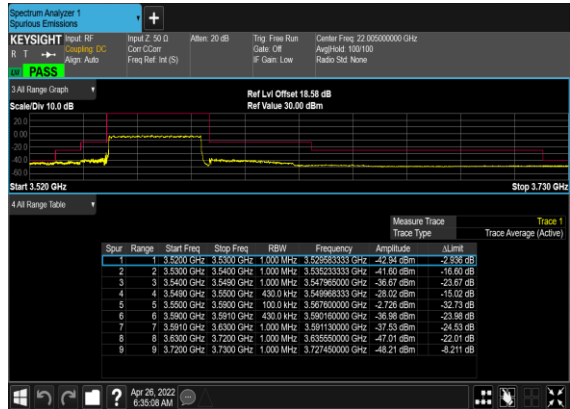 Spectrum Analyzer 1
Spurious Emissions
+
KEYSIGHT Input: RF Input Z: 50 Ω Atten: 20 dB Trig: Free Run Center Freq: 22.005000000 GHz
R T Coupling: DC Corr CCorr Gate: Off Avg|Hold: 100/100
Align: Auto Freq Ref: Int (S) IF Gain: Low Radio Std: None
PASS
3 All Range Graph
Ref Lvl Offset 18.58 dB
Scale/Div 10.0 dB Ref Value 30.00 dBm
20.0
0.00
-20.0
-40.0
-60.0
Start 3.520 GHz Stop 3.730 GHz
4 All Range Table
Measure Trace Trace 1
Trace Type Trace Average (Active)
Spur Range Start Freq Stop Freq RBW Frequency Amplitude ΔLimit
1 1 3.5200 GHz 3.5300 GHz 1.000 MHz 3.529583333 GHz -42.94 dBm -2.936 dB
2 2 3.5300 GHz 3.5400 GHz 1.000 MHz 3.535233333 GHz -41.60 dBm -16.60 dB
3 3 3.5400 GHz 3.5490 GHz 1.000 MHz 3.547965000 GHz -36.67 dBm -23.67 dB
4 4 3.5490 GHz 3.5500 GHz 430.0 kHz 3.549968333 GHz -28.02 dBm -15.02 dB
5 5 3.5500 GHz 3.5900 GHz 100.0 kHz 3.567600000 GHz -2.726 dBm -32.73 dB
6 6 3.5900 GHz 3.5910 GHz 430.0 kHz 3.590160000 GHz -36.98 dBm -23.98 dB
7 7 3.5910 GHz 3.6300 GHz 1.000 MHz 3.591130000 GHz -37.53 dBm -24.53 dB
8 8 3.6300 GHz 3.7200 GHz 1.000 MHz 3.635550000 GHz -47.01 dBm -22.01 dB
9 9 3.7200 GHz 3.7300 GHz 1.000 MHz 3.727450000 GHz -48.21 dBm -8.211 dB
? Apr 26, 2022
6:35:08 AM